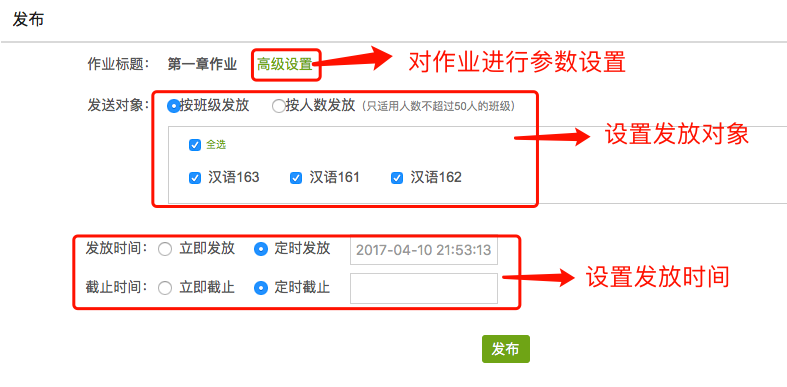 发布
作业标题： 第一章作业 高级设置 对作业进行参数设置
发送对象： 按班级发放 按人数发放（只适用人数不超过50人的班级）
全选 设置发放对象
汉语163 汉语161 汉语162
发放时间： 立即发放 定时发放 2017-04-10 21:53:13
截止时间： 立即截止 定时截止 设置发放时间
发布